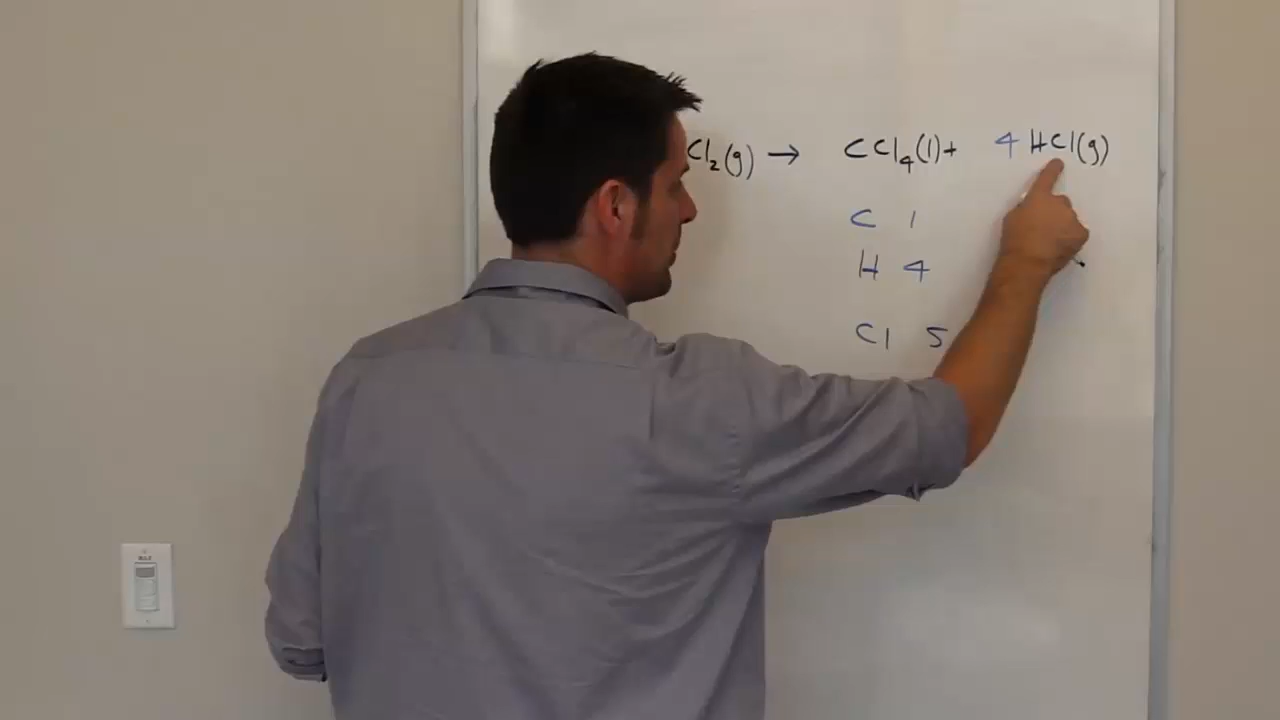 Cl₂(g) → CCl₄(l) + 4 HCl(g)
C 1
H 4
Cl 5